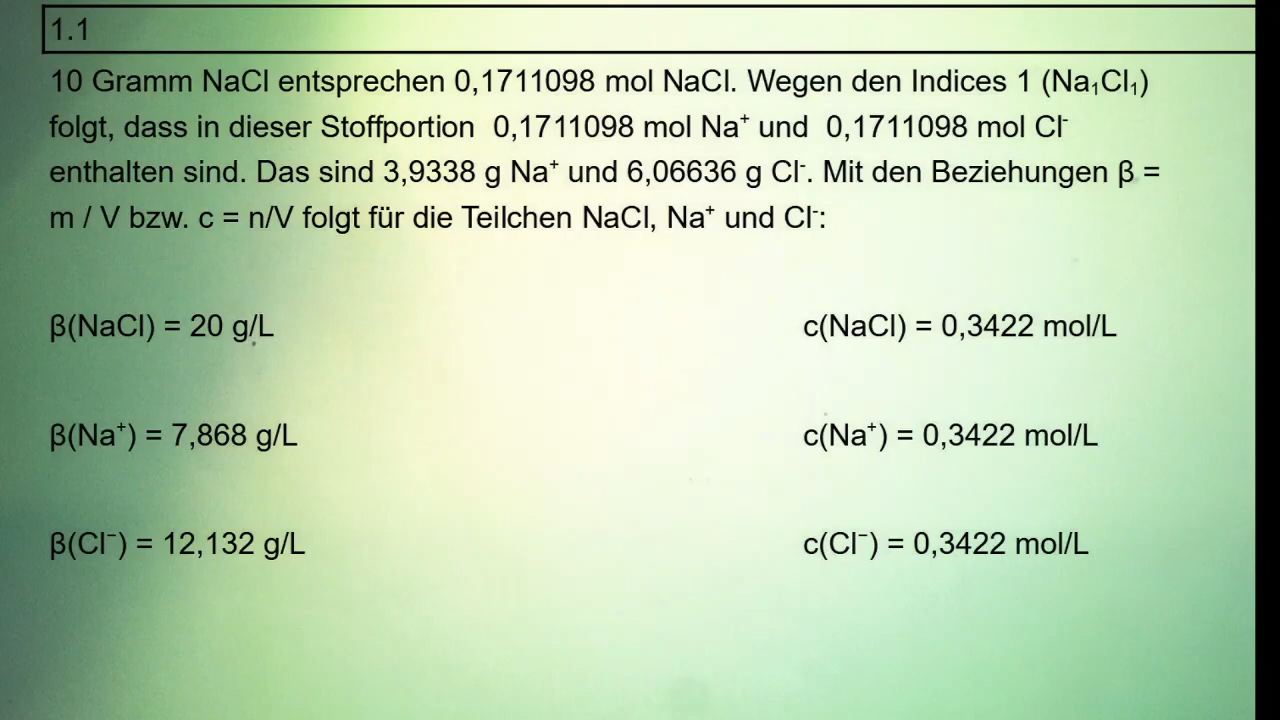 1.1
10 Gramm NaCl entsprechen 0,1711098 mol NaCl. Wegen den Indices 1 (Na₁Cl₁)
folgt, dass in dieser Stoffportion 0,1711098 mol Na⁺ und 0,1711098 mol Cl⁻
enthalten sind. Das sind 3,9338 g Na⁺ und 6,06636 g Cl⁻. Mit den Beziehungen β =
m / V bzw. c = n/V folgt für die Teilchen NaCl, Na⁺ und Cl⁻:
β(NaCl) = 20 g/L c(NaCl) = 0,3422 mol/L
β(Na⁺) = 7,868 g/L c(Na⁺) = 0,3422 mol/L
β(Cl⁻) = 12,132 g/L c(Cl⁻) = 0,3422 mol/L